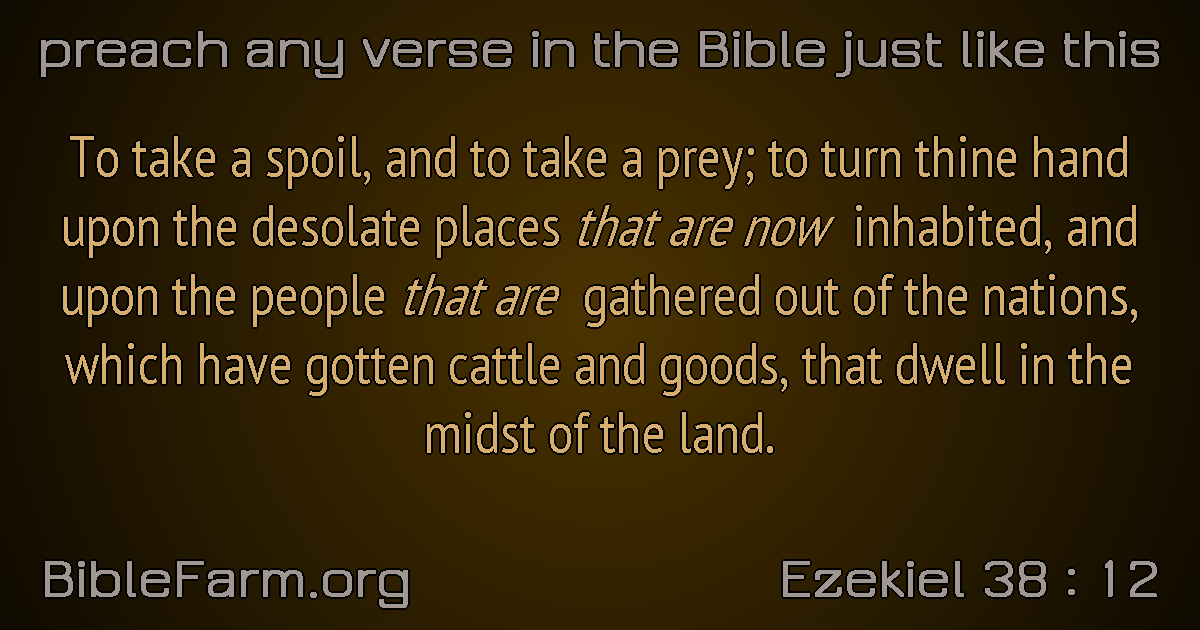 preach any verse in the Bible just like this
To take a spoil, and to take a prey; to turn thine hand
upon the desolate places that are now inhabited, and
upon the people that are gathered out of the nations,
which have gotten cattle and goods, that dwell in the
midst of the land.
BibleFarm.org
Ezekiel 38 : 12